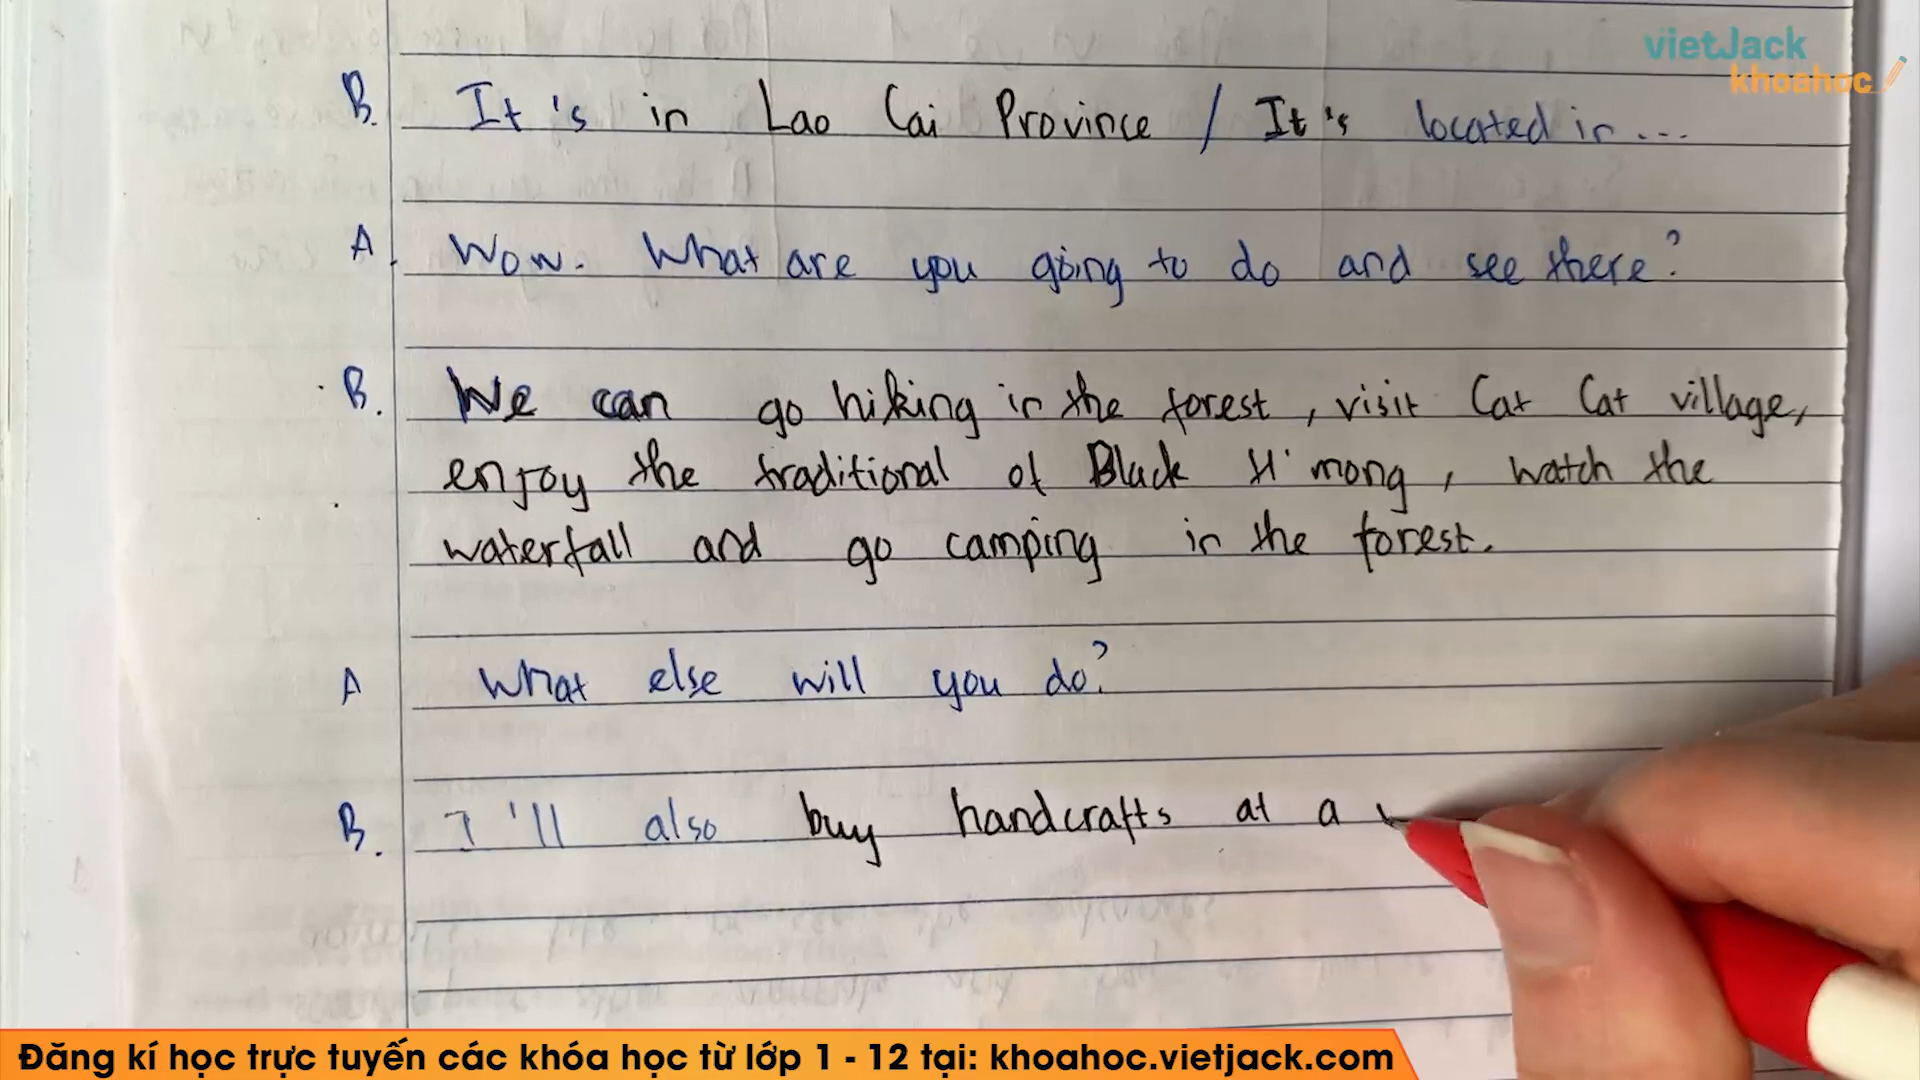 vietJack
khoahoc
B. It's in Lao Cai Province / It's located in...
A. Wow. What are you going to do and see there?
B. We can go hiking in the forest, visit Cat Cat village,
enjoy the traditional of Black H'mong, watch the
waterfall and go camping in the forest.
A What else will you do?
B. I'll also buy handcrafts at a
Đăng kí học trực tuyến các khóa học từ lớp 1 - 12 tại: khoahoc.vietjack.com